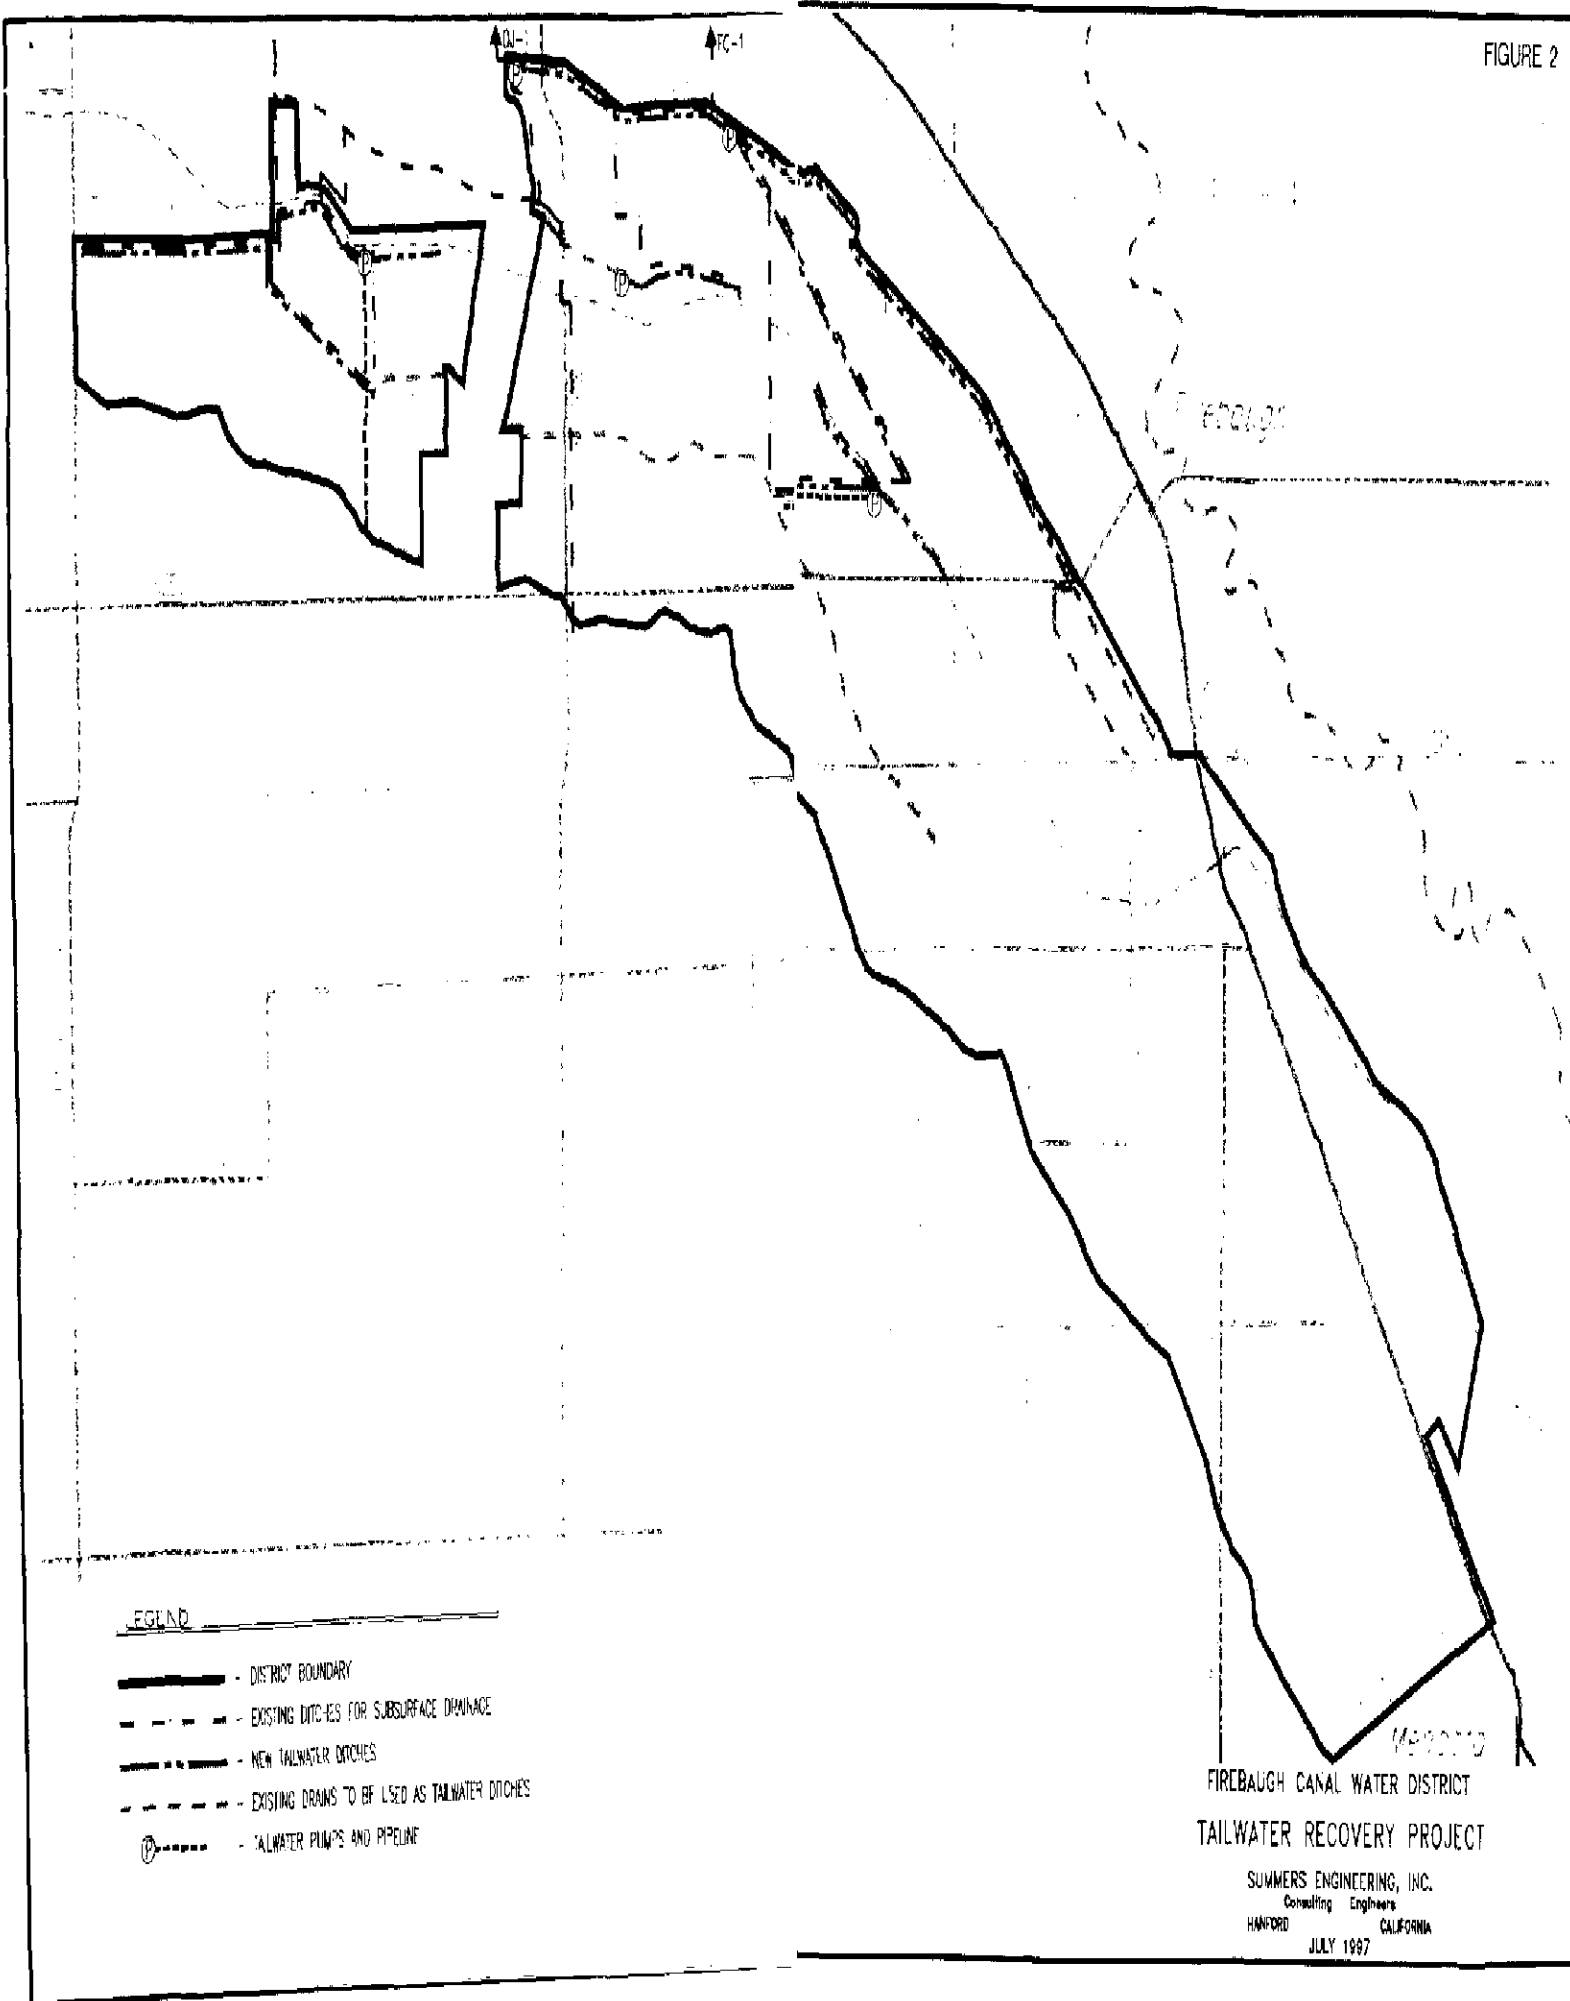 FIGURE 2
FC-1
LEGEND
- DISTRICT BOUNDARY
- EXISTING DITCHES FOR SUBSURFACE DRAINAGE
- NEW TAILWATER DITCHES
- EXISTING DRAINS TO BE USED AS TAILWATER DITCHES
P - TAILWATER PUMPS AND PIPELINE
P
P
P
P
P
FIREBAUGH CANAL WATER DISTRICT
TAILWATER RECOVERY PROJECT
SUMMERS ENGINEERING, INC.
Consulting Engineers
HANFORD CALIFORNIA
JULY 1997